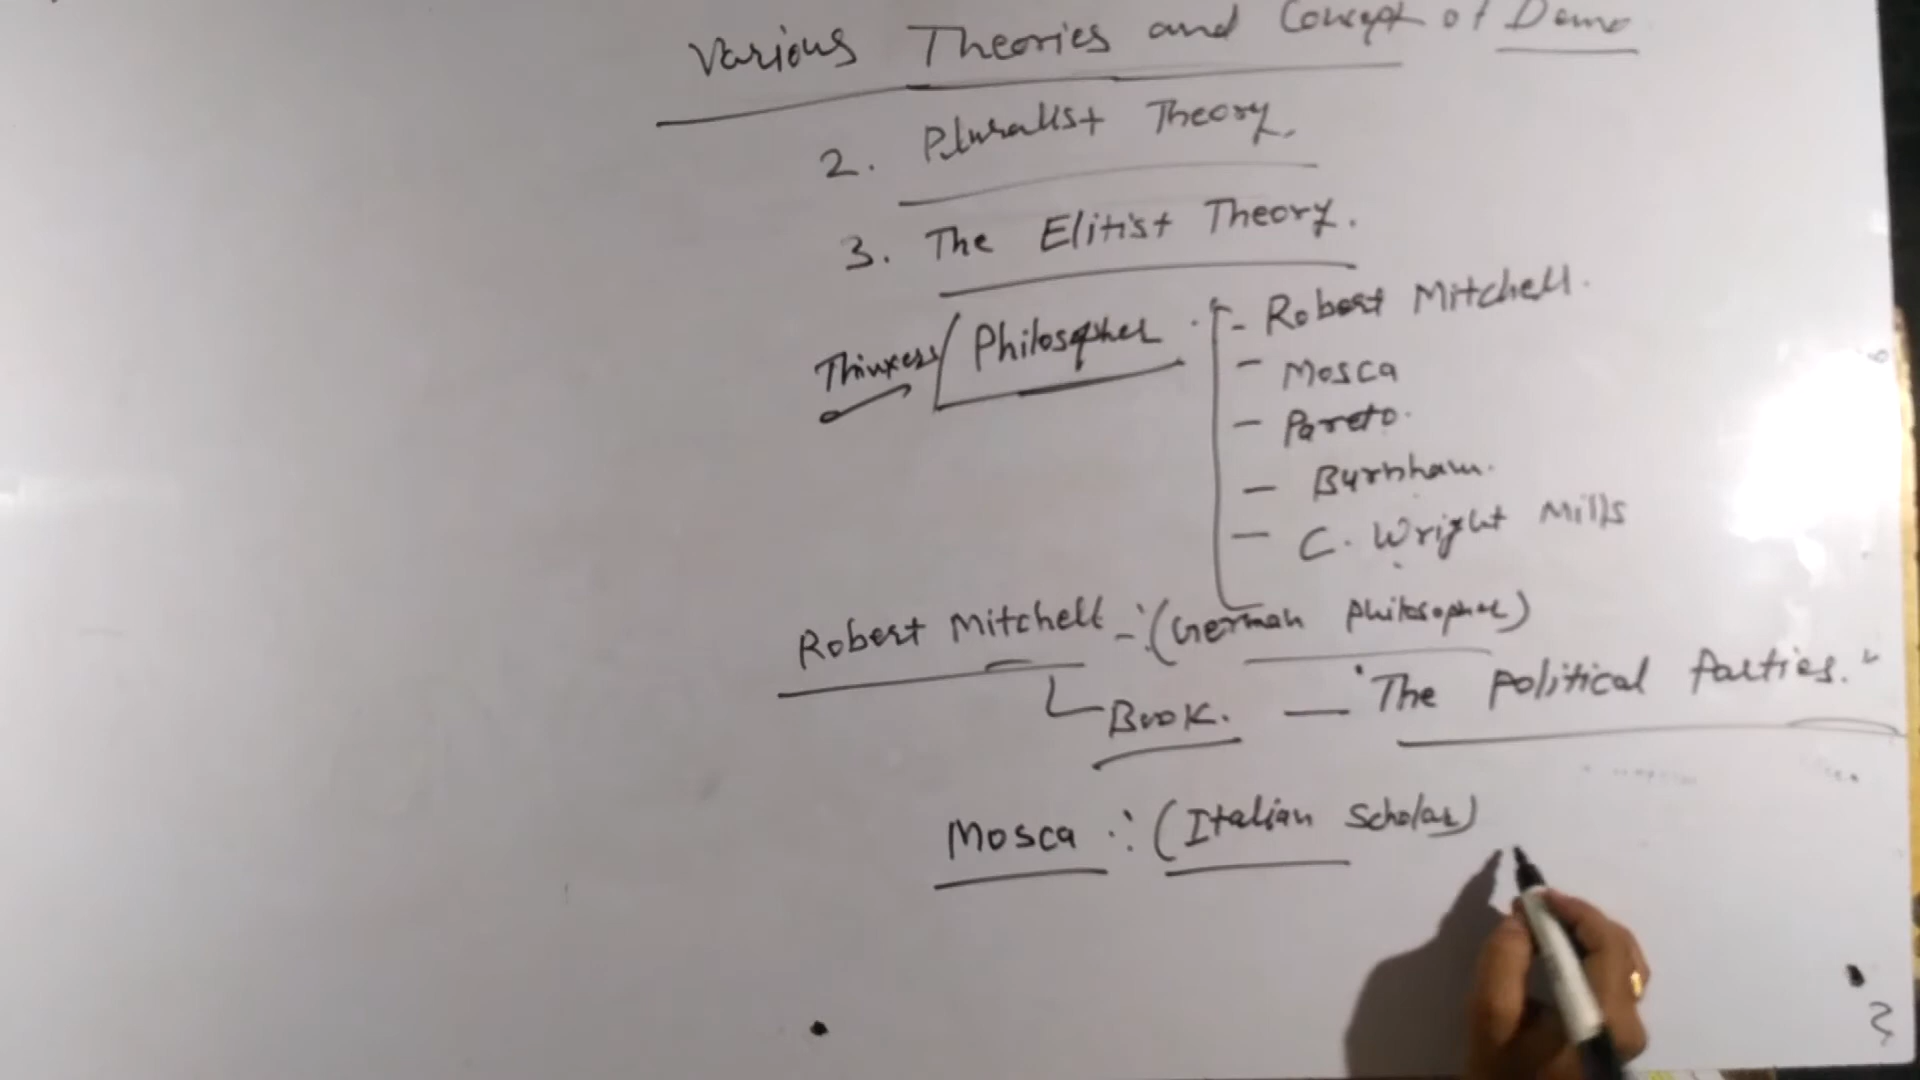 Various Theories and Concept of Demo
2. Pluralist Theory.
3. The Elitist Theory.
Thinkers/Philosopher - Robert Mitchell.
- Mosca
- Pareto.
- Burnham.
- C. Wright Mills
Robert Mitchell -: (German philosopher)
Book. — "The political Parties."
Mosca : (Italian Scholar)
2